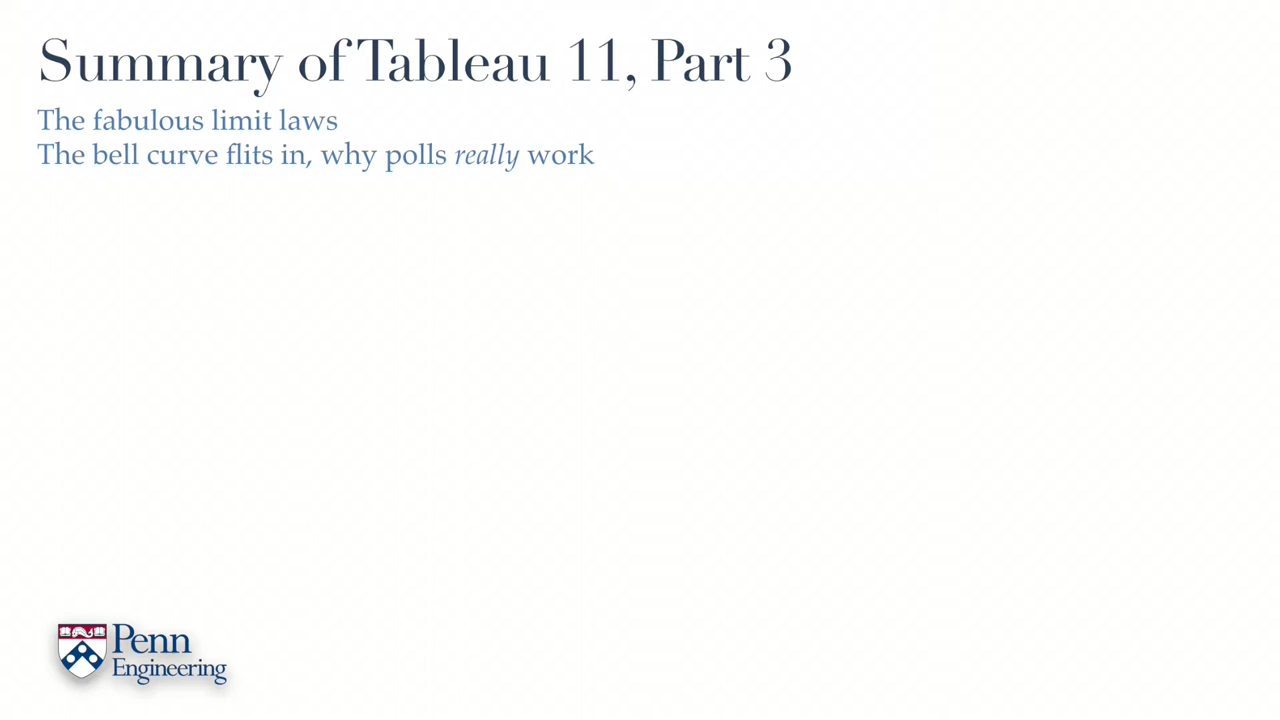 Summary of Tableau 11, Part 3
The fabulous limit laws
The bell curve flits in, why polls really work
Penn
Engineering